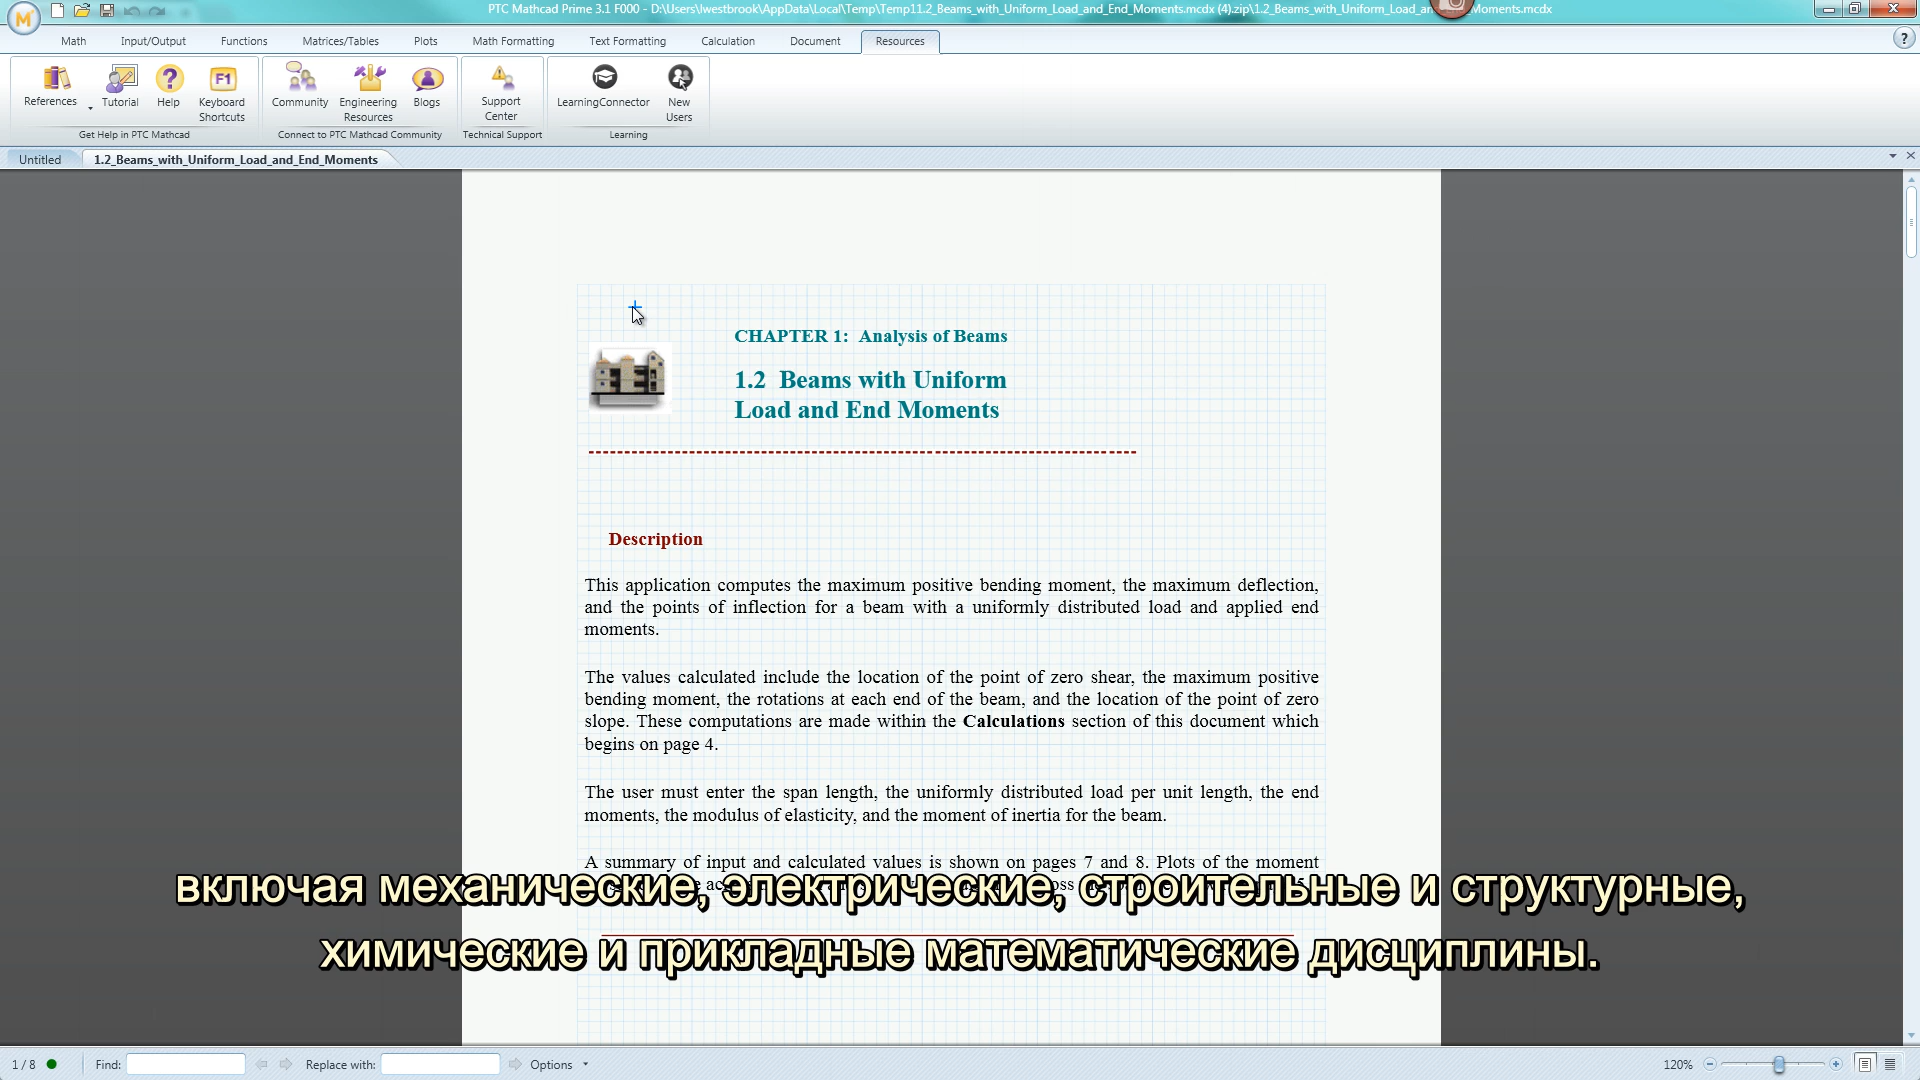 PTC Mathcad Prime 3.1 F000 - D:\Users\lwestbrook\AppData\Local\Temp\Temp11.2_Beams_with_Uniform_Load_and_End_Moments.mcdx (4).zip\1.2_Beams_with_Uniform_Load_ Moments.mcdx
Math Input/Output Functions Matrices/Tables Plots Math Formatting Text Formatting Calculation Document Resources
References Tutorial Help Keyboard Shortcuts Community Engineering Resources Blogs Support Center LearningConnector New Users
Get Help in PTC Mathcad Connect to PTC Mathcad Community Technical Support Learning
Untitled 1.2_Beams_with_Uniform_Load_and_End_Moments
CHAPTER 1: Analysis of Beams
1.2 Beams with Uniform
Load and End Moments
Description
This application computes the maximum positive bending moment, the maximum deflection,
and the points of inflection for a beam with a uniformly distributed load and applied end
moments.
The values calculated include the location of the point of zero shear, the maximum positive
bending moment, the rotations at each end of the beam, and the location of the point of zero
slope. These computations are made within the Calculations section of this document which
begins on page 4.
The user must enter the span length, the uniformly distributed load per unit length, the end
moments, the modulus of elasticity, and the moment of inertia for the beam.
A summary of input and calculated values is shown on pages 7 and 8. Plots of the moment
включая механические, электрические, строительные и структурные,
химические и прикладные математические дисциплины.
1 / 8 Find: Replace with: Options 120%